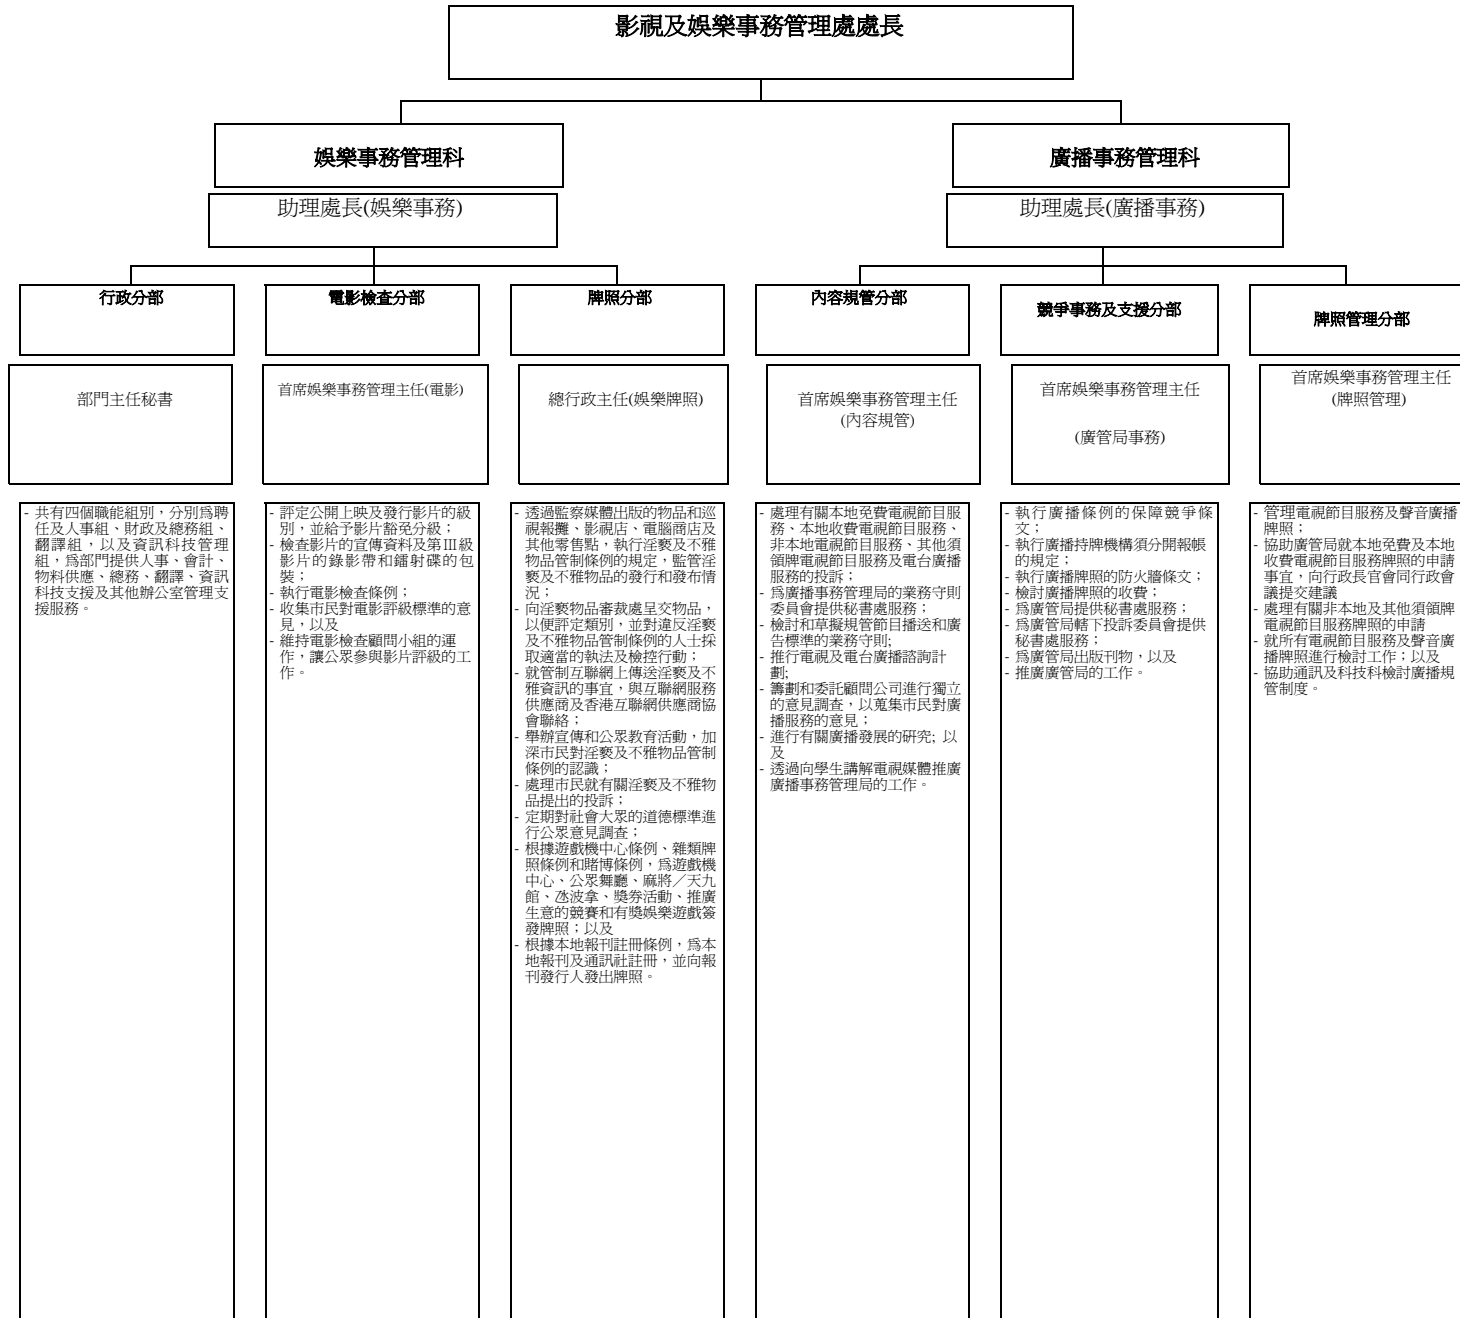 影視及娛樂事務管理處處長
娛樂事務管理科
廣播事務管理科
助理處長(娛樂事務)
助理處長(廣播事務)
行政分部
電影檢查分部
牌照分部
內容規管分部
競爭事務及支援分部
牌照管理分部
部門主任秘書
首席娛樂事務管理主任(電影)
總行政主任(娛樂牌照)
首席娛樂事務管理主任
(內容規管)
首席娛樂事務管理主任
(廣管局事務)
首席娛樂事務管理主任
(牌照管理)
- 共有四個職能組別，分別為聘
任及人事組、財政及總務組、
翻譯組，以及資訊科技管理
組，為部門提供人事、會計、
物料供應、總務、翻譯、資訊
科技支援及其他辦公室管理支
援服務。
- 評定公開上映及發行影片的級
別，並給予影片豁免分級；
- 檢查影片的宣傳資料及第III級
影片的錄影帶和鐳射碟的包
裝；
- 執行電影檢查條例；
- 收集市民對電影評級標準的意
見，以及
- 維持電影檢查顧問小組的運
作，讓公眾參與影片評級的工
作。
- 透過監察媒體出版的物品和巡
視報攤、影視店、電腦商店及
其他零售點，執行淫褻及不雅
物品管制條例的規定，監管淫
褻及不雅物品的發行和發布情
況；
- 向淫褻物品審裁處呈交物品，
以便評定類別，並對違反淫褻
及不雅物品管制條例的人士採
取適當的執法及檢控行動；
- 就管制互聯網上傳送淫褻及不
雅資訊的事宜，與互聯網服務
供應商及香港互聯網供應商協
會聯絡；
- 舉辦宣傳和公眾教育活動，加
深市民對淫褻及不雅物品管制
條例的認識；
- 處理市民就有關淫褻及不雅物
品提出的投訴；
- 定期對社會大眾的道德標準進
行公眾意見調查；
- 根據遊戲機中心條例、雜類牌
照條例和賭博條例，為遊戲機
中心、公眾舞廳、麻將／天九
館、氹波拿、獎券活動、推廣
生意的競賽和有獎娛樂遊戲簽
發牌照；以及
- 根據本地報刊註冊條例，為本
地報刊及通訊社註冊，並向報
刊發行人發出牌照。
- 處理有關本地免費電視節目服
務、本地收費電視節目服務、
非本地電視節目服務、其他須
領牌電視節目服務及電台廣播
服務的投訴；
- 為廣播事務管理局的業務守則
委員會提供秘書處服務；
- 檢討和草擬規管節目播送和廣
告標準的業務守則；
- 推行電視及電台廣播諮詢計
劃;
- 籌劃和委託顧問公司進行獨立
的意見調查，以蒐集市民對廣
播服務的意見；
- 進行有關廣播發展的研究; 以
及
- 透過向學生講解電視媒體推廣
廣播事務管理局的工作。
- 執行廣播條例的保障競爭條
文；
- 執行廣播持牌機構須分開報帳
的規定；
- 執行廣播牌照的防火牆條文；
- 檢討廣播牌照的收費；
- 為廣管局提供秘書處服務；
- 為廣管局轄下投訴委員會提供
秘書處服務；
- 為廣管局出版刊物，以及
- 推廣廣管局的工作。
- 管理電視節目服務及聲音廣播
牌照；
- 協助廣管局就本地免費及本地
收費電視節目服務牌照的申請
事宜，向行政長官會同行政會
議提交建議
- 處理有關非本地及其他須領牌
電視節目服務牌照的申請
- 就所有電視節目服務及聲音廣
播牌照進行檢討工作；以及
- 協助通訊及科技科檢討廣播規
管制度。